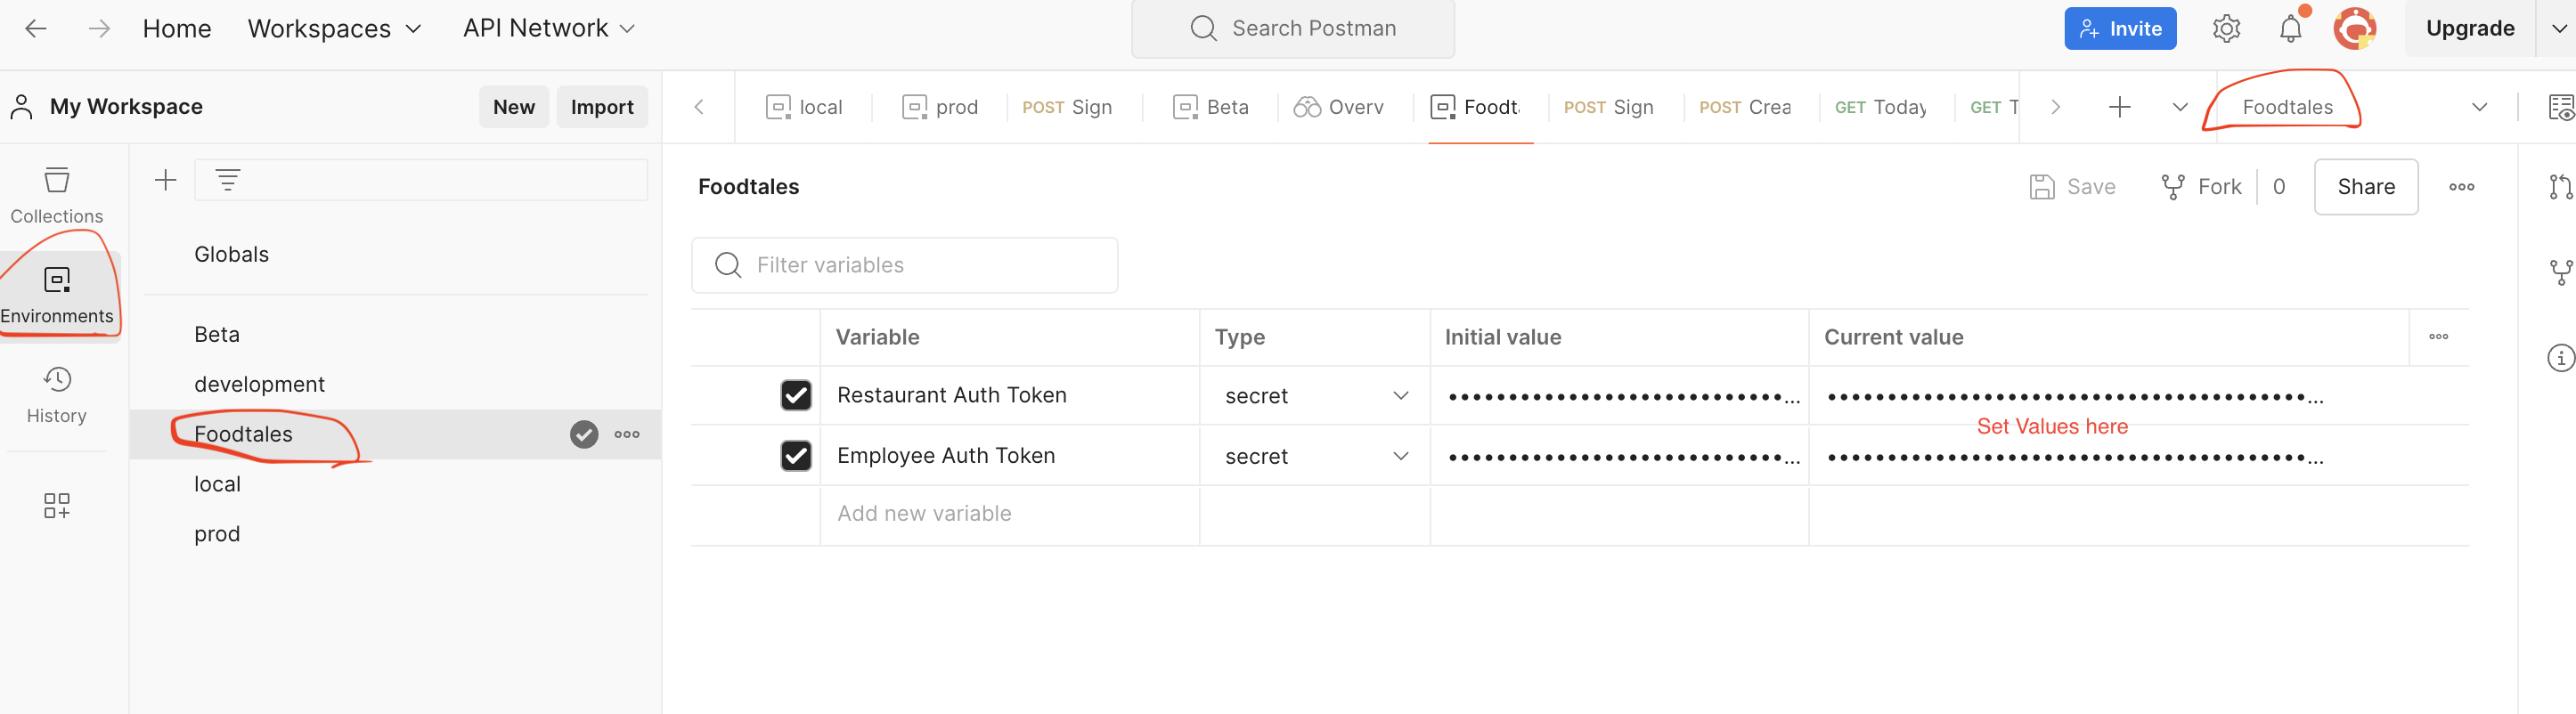 Home Workspaces API Network Search Postman Invite Upgrade
My Workspace New Import local prod POST Sign Beta Overv Foodt POST Sign POST Crea GET Today GET T Foodtales
Collections
Environments
History
Globals
Beta
development
Foodtales
local
prod
Foodtales Save Fork 0 Share
Filter variables
Variable Type Initial value Current value
Restaurant Auth Token secret ••••••••••••••••••••••••••••... ••••••••••••••••••••••••••••••••••••••••...
Set Values here
Employee Auth Token secret ••••••••••••••••••••••••••••... ••••••••••••••••••••••••••••••••••••••••...
Add new variable